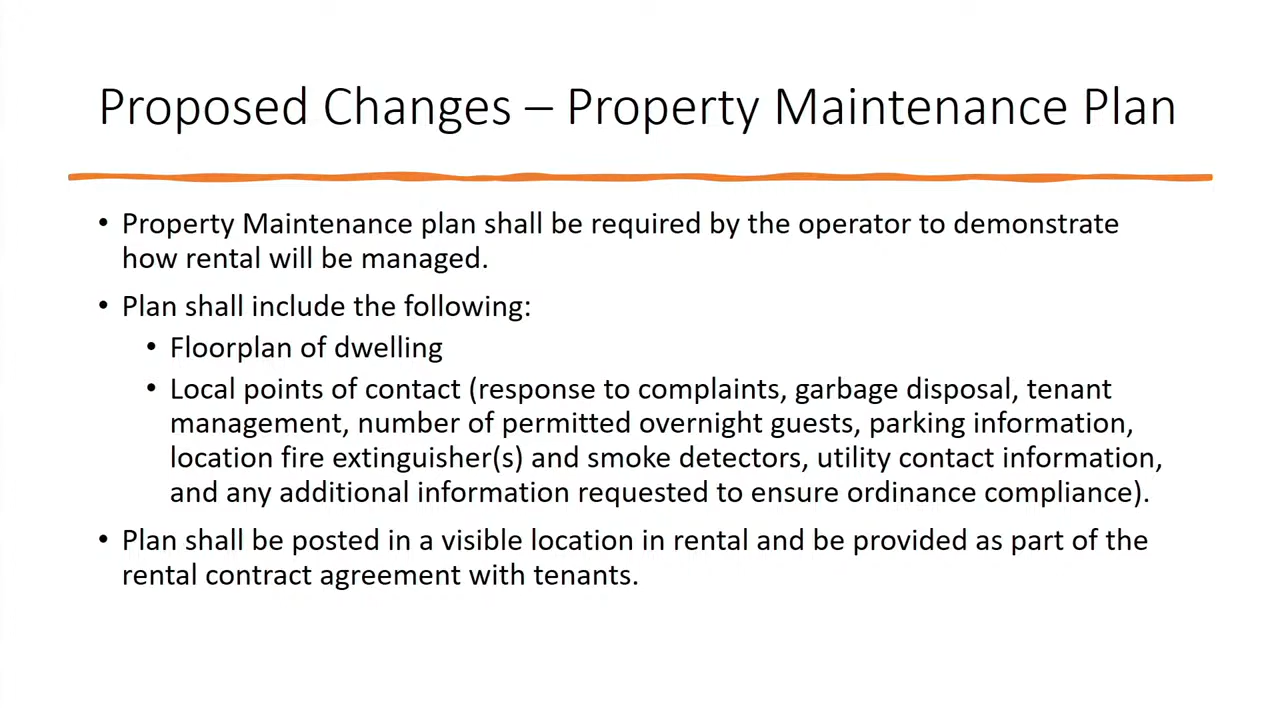 Proposed Changes – Property Maintenance Plan
• Property Maintenance plan shall be required by the operator to demonstrate
how rental will be managed.
• Plan shall include the following:
• Floorplan of dwelling
• Local points of contact (response to complaints, garbage disposal, tenant
management, number of permitted overnight guests, parking information,
location fire extinguisher(s) and smoke detectors, utility contact information,
and any additional information requested to ensure ordinance compliance).
• Plan shall be posted in a visible location in rental and be provided as part of the
rental contract agreement with tenants.